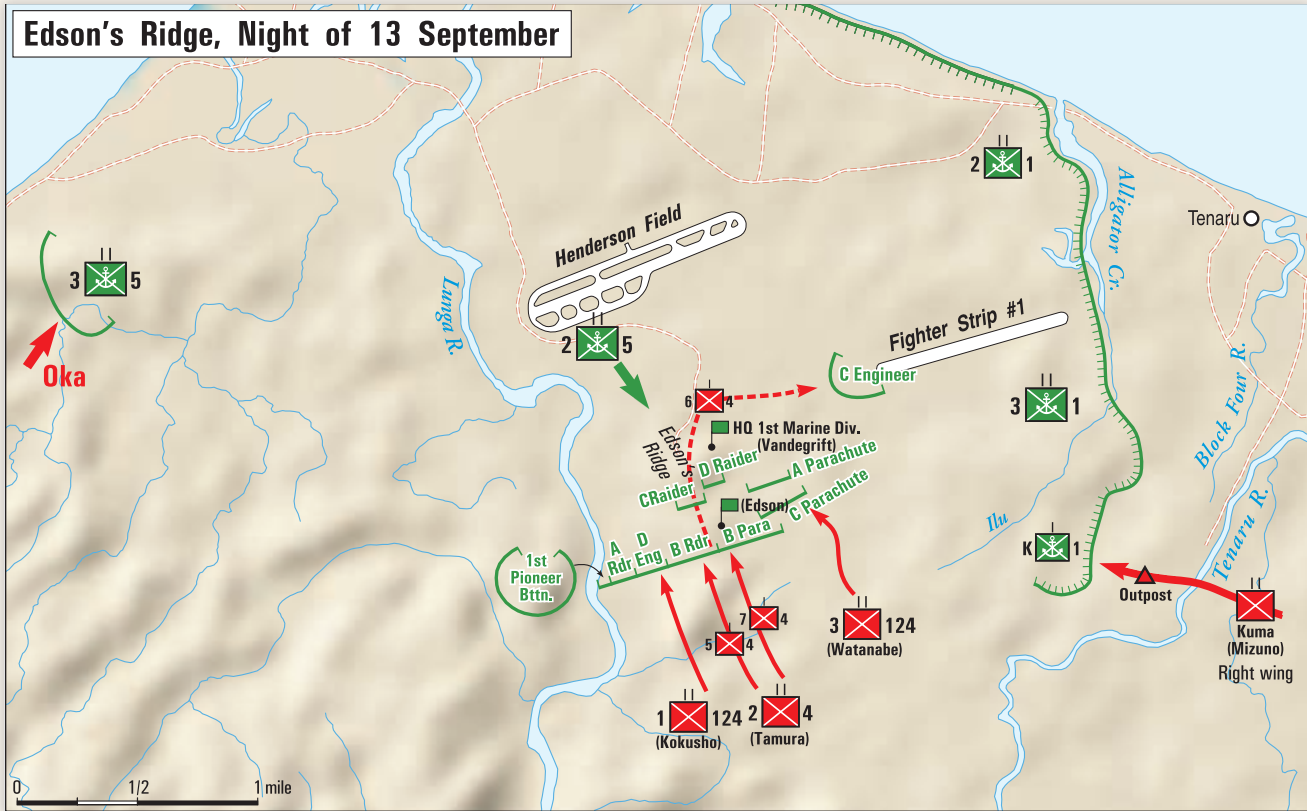 Edson's Ridge, Night of 13 September
2 1
Alligator Cr.
Tenaru
Henderson Field
3 5
Lunga R.
Oka
2 5
Fighter Strip #1
C Engineer
6 4
Block Four R.
3 1
HQ 1st Marine Div.
(Vandegrift)
Edson's
Ridge
D Raider
A Parachute
CRaider
C Parachute
(Edson)
Ilu
Tenaru R.
K 1
A
Rdr
D
Eng
B Rdr
B Para
1st
Pioneer
Bttn.
Outpost
Kuma
(Mizuno)
Right wing
7 4
5 4
3 124
(Watanabe)
1 124
(Kokusho)
2 4
(Tamura)
0 1/2 1 mile